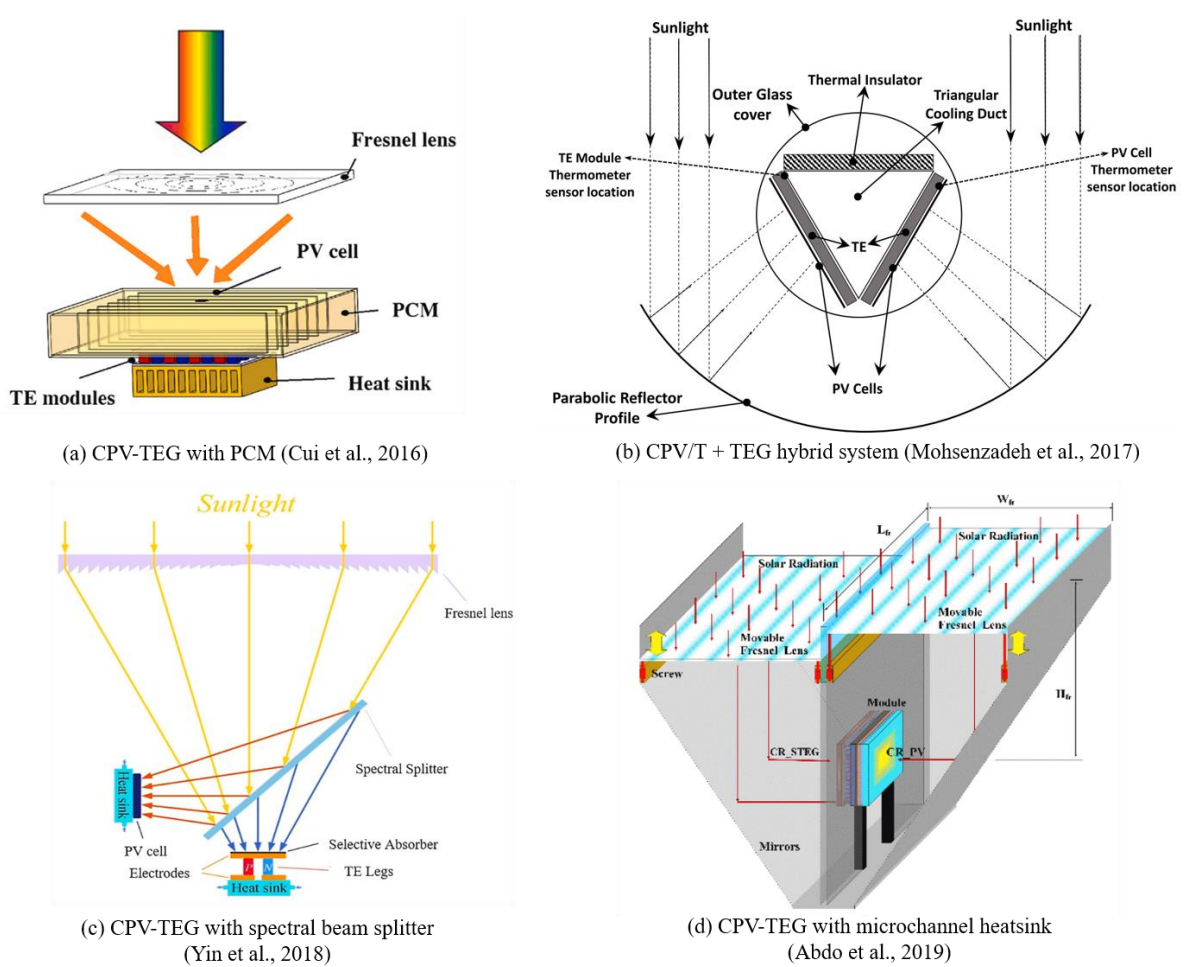 Fresnel lens
PV cell
PCM
TE modules
Heat sink
(a) CPV-TEG with PCM (Cui et al., 2016)
Sunlight
Sunlight
Thermal Insulator
Outer Glass
cover
Triangular
Cooling Duct
TE Module
Thermometer
sensor location
PV Cell
Thermometer
sensor location
TE
PV Cells
Parabolic Reflector
Profile
(b) CPV/T + TEG hybrid system (Mohsenzadeh et al., 2017)
Sunlight
Fresnel lens
Spectral Splitter
Heat sink
PV cell
Selective Absorber
Electrodes
P
N
TE Legs
Heat sink
(c) CPV-TEG with spectral beam splitter
(Yin et al., 2018)
W_fr
L_fr
Solar Radiation
Solar Radiation
Movable
Fresnel Lens
Movable
Fresnel Lens
Screw
H_fr
Module
CR_STEG
CR_PV
Mirrors
(d) CPV-TEG with microchannel heatsink
(Abdo et al., 2019)